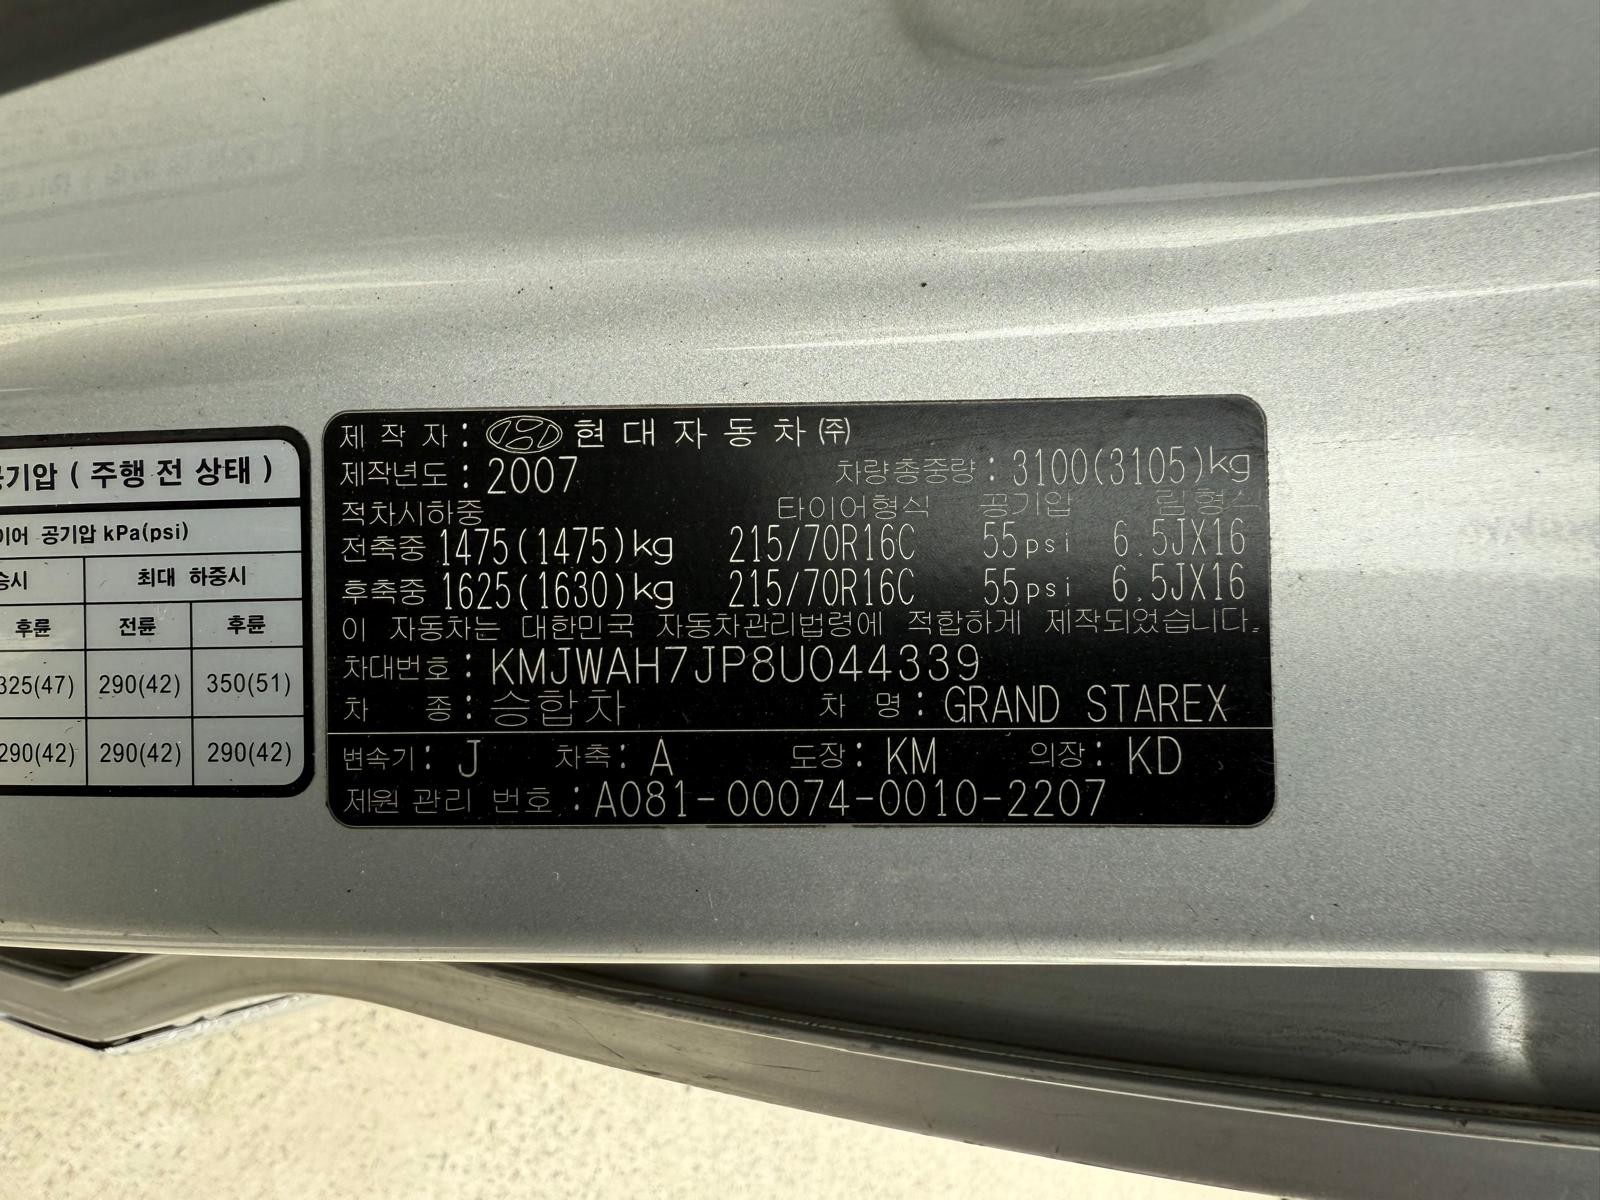 공기압 ( 주행 전 상태 )
이어 공기압 kPa(psi)
승시 최대 하중시
후륜 전륜 후륜
325(47) 290(42) 350(51)
290(42) 290(42) 290(42)
제 작 자 : 현 대 자 동 차 ㈜
제작년도 : 2007 차량총중량 : 3100(3105)kg
적차시하중 타이어형식 공기압 림형식
전축중 1475(1475)kg 215/70R16C 55psi 6.5JX16
후축중 1625(1630)kg 215/70R16C 55psi 6.5JX16
이 자동차는 대한민국 자동차관리법령에 적합하게 제작되었습니다.
차대번호 : KMJWAH7JP8U044339
차 종 : 승합차 차 명 : GRAND STAREX
변속기 : J 차축 : A 도장 : KM 의장 : KD
제원 관리 번호 : A081-00074-0010-2207